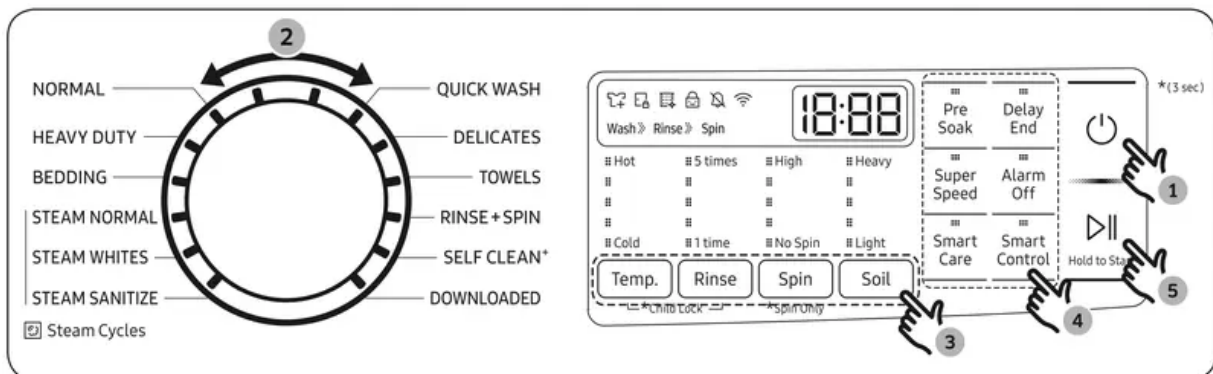 2
NORMAL
HEAVY DUTY
BEDDING
STEAM NORMAL
STEAM WHITES
STEAM SANITIZE
Steam Cycles
QUICK WASH
DELICATES
TOWELS
RINSE+SPIN
SELF CLEAN+
DOWNLOADED
Wash》 Rinse》 Spin
18:88
Hot 5 times High Heavy
Cold 1 time No Spin Light
Temp. Rinse Spin Soil
*Child Lock *Spin Only
3
Pre Delay
Soak End
Super Alarm
Speed Off
Smart Smart
Care Control
4
*(3 sec)
1
Hold to Star
5